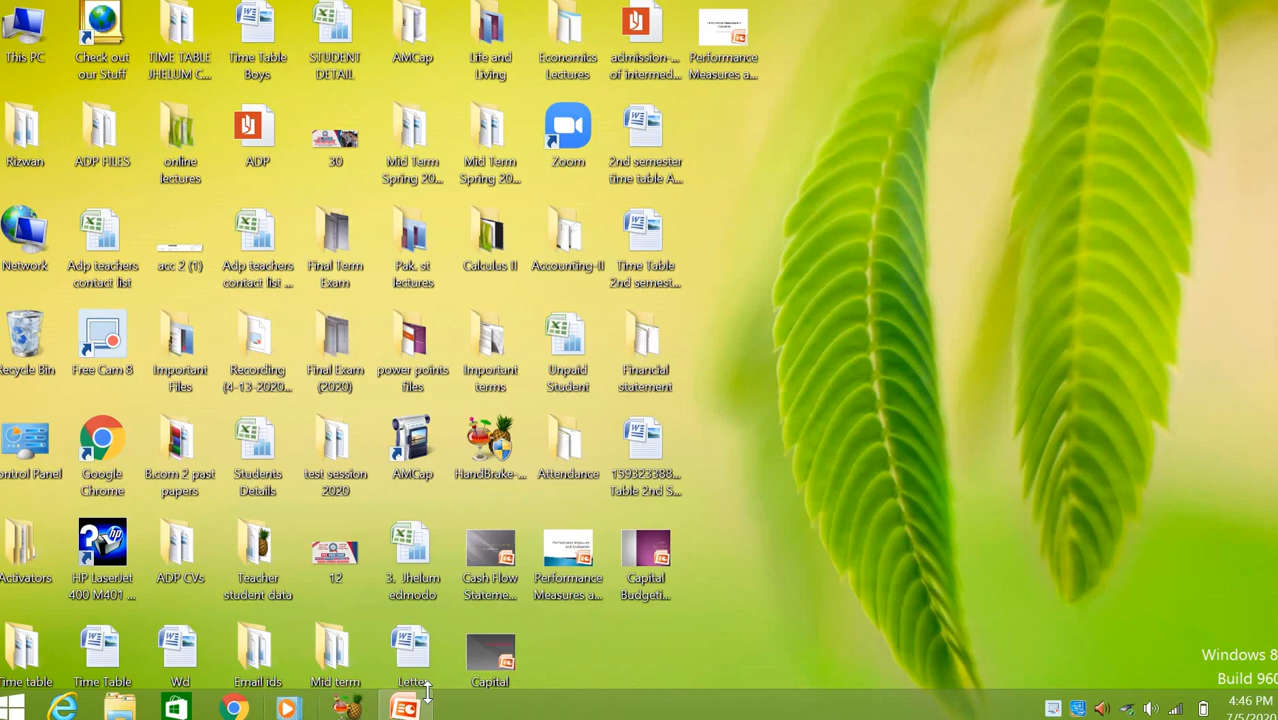 This PC
Check out
our Stuff
TIME TABLE
JHELUM C...
Time Table
Boys
STUDENT
DETAIL
AMCap
Life and
Living
Economics
Lectures
admission-...
of intermed...
Performance
Measures a...
Rizwan
ADP FILES
online
lectures
ADP
30
Mid Term
Spring 20...
Mid Term
Spring 20...
Zoom
2nd semester
time table A...
Network
Adp teachers
contact list
acc 2 (1)
Adp teachers
contact list ...
Final Term
Exam
Pak. st
lectures
Calculus II
Accounting-II
Time Table
2nd semest...
ecycle Bin
Free Cam 8
Important
Files
Recording
(4-13-2020...
Final Exam
(2020)
power points
files
Important
terms
Unpaid
Student
Financial
statement
ontrol Panel
Google
Chrome
B.com 2 past
papers
Students
Details
test session
2020
AMCap
HandBrake-...
Attendance
159323388...
Table 2nd S...
Activators
HP LaserJet
400 M401 ...
ADP CVs
Teacher
student data
12
3. Jhelum
edmodo
Cash Flow
Stateme...
Performance
Measures a...
Capital
Budgeti...
Time table
Time Table
Wd
Email ids
Mid term
Lette
Capital
Windows 8
Build 960
4:46 PM
7/5/2020